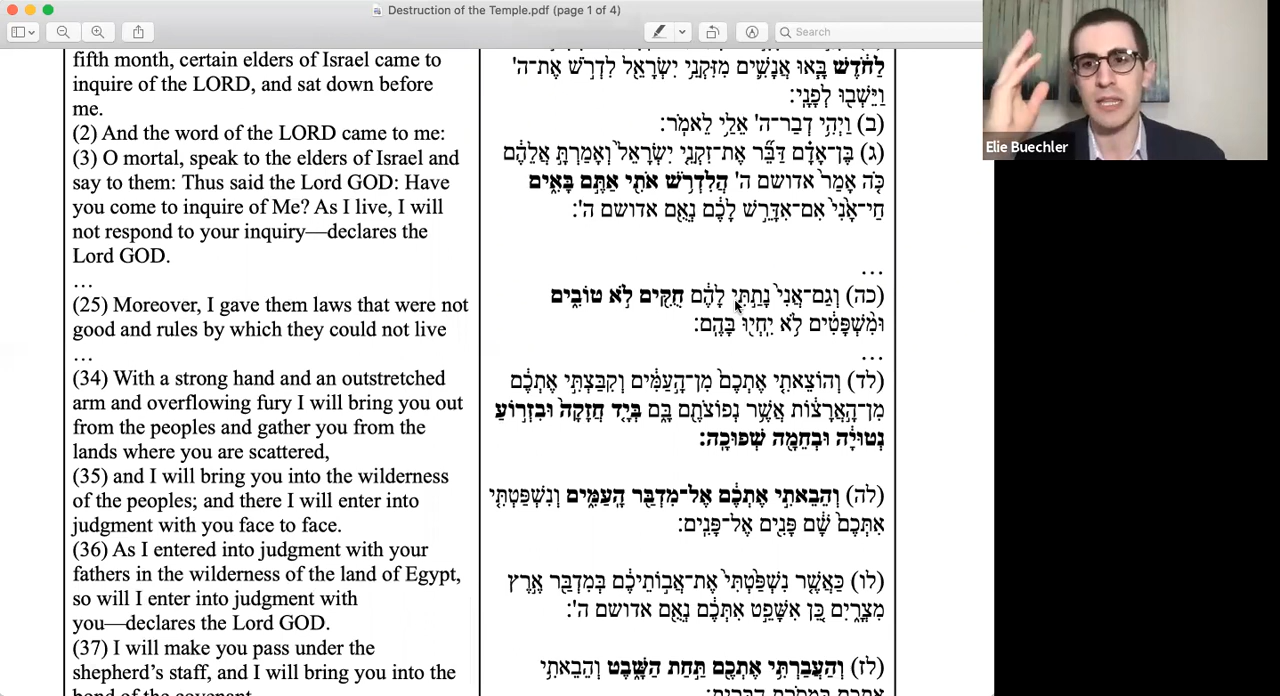 Destruction of the Temple.pdf (page 1 of 4)
Search
Elie Buechler
fifth month, certain elders of Israel came to
inquire of the LORD, and sat down before
me.
(2) And the word of the LORD came to me:
(3) O mortal, speak to the elders of Israel and
say to them: Thus said the Lord GOD: Have
you come to inquire of Me? As I live, I will
not respond to your inquiry—declares the
Lord GOD.
…
(25) Moreover, I gave them laws that were not
good and rules by which they could not live
…
(34) With a strong hand and an outstretched
arm and overflowing fury I will bring you out
from the peoples and gather you from the
lands where you are scattered,
(35) and I will bring you into the wilderness
of the peoples; and there I will enter into
judgment with you face to face.
(36) As I entered into judgment with your
fathers in the wilderness of the land of Egypt,
so will I enter into judgment with
you—declares the Lord GOD.
(37) I will make you pass under the
shepherd’s staff, and I will bring you into the
bond of the covenant
לַחֹ֗דֶשׁ בָּ֧אוּ אֲנָשִׁ֛ים מִזִּקְנֵ֥י יִשְׂרָאֵ֖ל לִדְרֹ֣שׁ אֶת־ה'
וַיֵּשְׁב֖וּ לְפָנָֽי׃
(ב) וַיְהִ֥י דְבַר־ה' אֵלַ֥י לֵאמֹֽר׃
(ג) בֶּן־אָדָ֗ם דַּבֵּ֞ר אֶת־זִקְנֵ֤י יִשְׂרָאֵל֙ וְאָמַרְתָּ֣ אֲלֵהֶ֔ם
כֹּ֤ה אָמַר֙ אדושם ה' הֲלִדְרֹ֥שׁ אֹתִ֖י אַתֶּ֣ם בָּאִ֑ים
חַי־אָ֙נִי֙ אִם־אִדָּרֵ֣שׁ לָכֶ֔ם נְאֻ֖ם אדושם ה'׃
…
(כה) וְגַם־אֲנִי֙ נָתַ֣תִּי לָהֶ֔ם חֻקִּ֖ים לֹ֣א טוֹבִ֑ים
וּמִ֨שְׁפָּטִ֔ים לֹ֥א יִֽחְי֖וּ בָּהֶֽם׃
…
(לד) וְהוֹצֵאתִ֤י אֶתְכֶם֙ מִן־הָ֣עַמִּ֔ים וְקִבַּצְתִּ֣י אֶתְכֶ֔ם
מִן־הָ֣אֲרָצ֔וֹת אֲשֶׁ֥ר נְפוֹצֹתֶ֖ם בָּ֑ם בְּיָ֤ד חֲזָקָה֙ וּבִזְר֣וֹעַ
נְטוּיָ֔ה וּבְחֵמָ֖ה שְׁפוּכָֽה׃
(לה) וְהֵבֵאתִ֣י אֶתְכֶ֔ם אֶל־מִדְבַּ֖ר הָֽעַמִּ֑ים וְנִשְׁפַּטְתִּ֤י
אִתְּכֶם֙ שָׁ֔ם פָּנִ֖ים אֶל־פָּנִֽים׃
(לו) כַּאֲשֶׁ֤ר נִשְׁפַּ֙טְתִּי֙ אֶת־אֲב֣וֹתֵיכֶ֔ם בְּמִדְבַּ֖ר אֶ֣רֶץ
מִצְרָ֑יִם כֵּ֚ן אִשָּׁפֵ֣ט אִתְּכֶ֔ם נְאֻ֖ם אדושם ה'׃
(לז) וְהַעֲבַרְתִּ֥י אֶתְכֶ֖ם תַּ֣חַת הַשָּׁ֑בֶט וְהֵבֵאתִ֥י